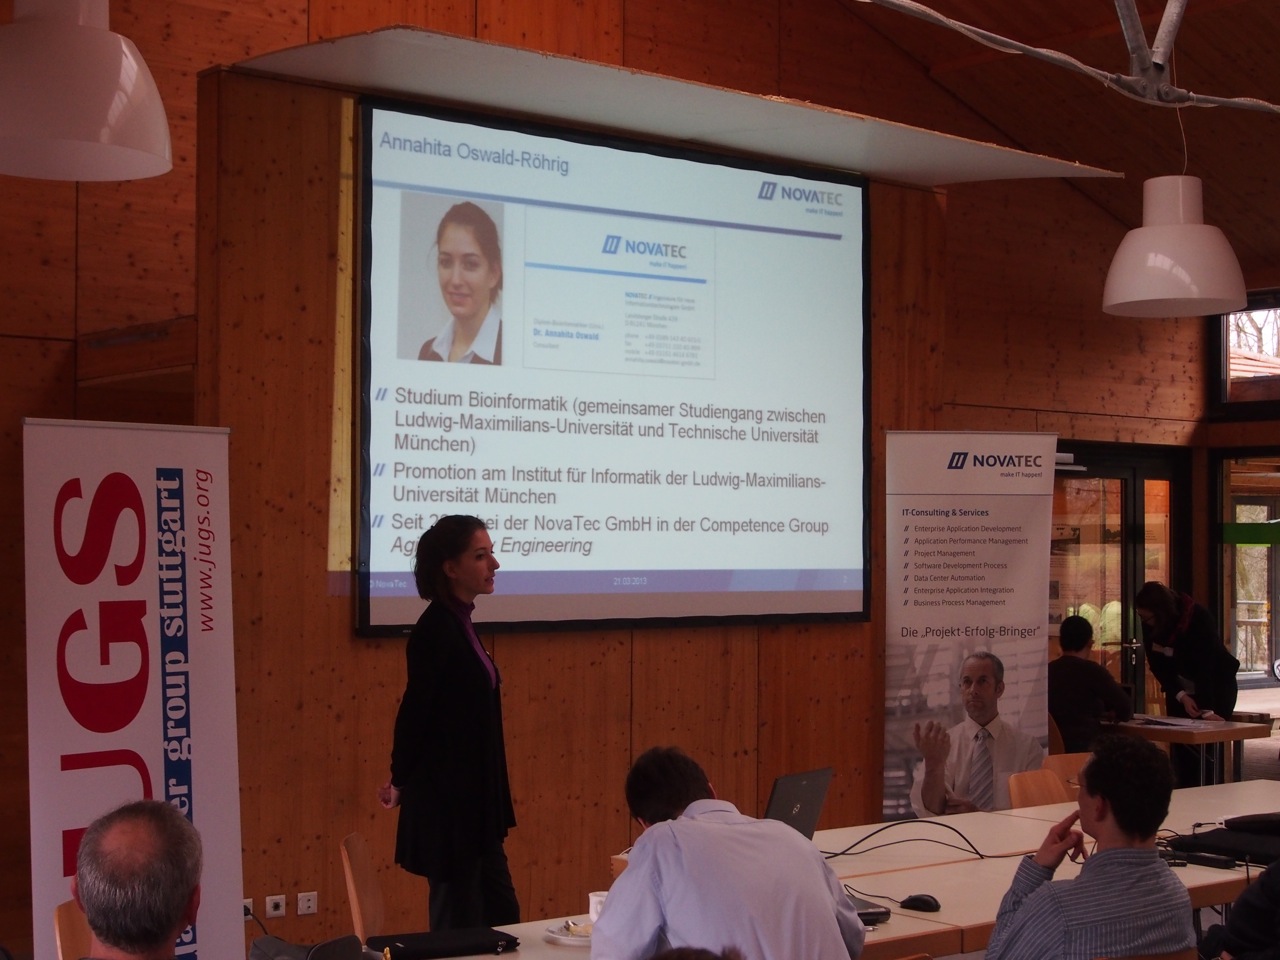 Annahita Oswald-Röhrig
NOVATEC
make IT happen!
NOVATEC
make IT happen!
Dr. Annahita Oswald
Consultant
// Studium Bioinformatik (gemeinsamer Studiengang zwischen
Ludwig-Maximilians-Universität und Technische Universität
München)
// Promotion am Institut für Informatik der Ludwig-Maximilians-
Universität München
// Seit bei der NovaTec GmbH in der Competence Group
Engineering
© NovaTec
21.03.2013
2
JUGS
user group stuttgart
www.jugs.org
NOVATEC
make IT happen!
IT-Consulting & Services
// Enterprise Application Development
// Application Performance Management
// Project Management
// Software Development Process
// Data Center Automation
// Enterprise Application Integration
// Business Process Management
Die „Projekt-Erfolg-Bringer"